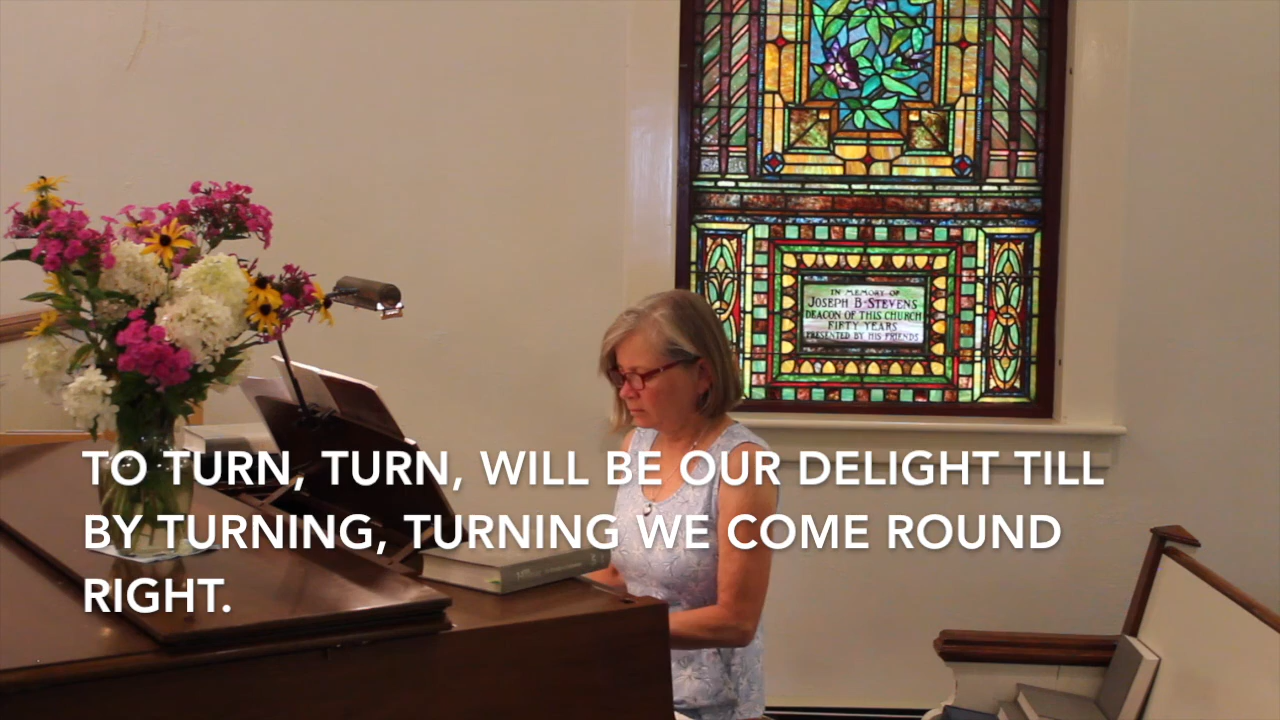 IN MEMORY OF
JOSEPH B. STEVENS
DEACON OF THIS CHURCH
FIFTY YEARS
PRESENTED BY HIS FRIENDS
TO TURN, TURN, WILL BE OUR DELIGHT TILL
BY TURNING, TURNING WE COME ROUND
RIGHT.